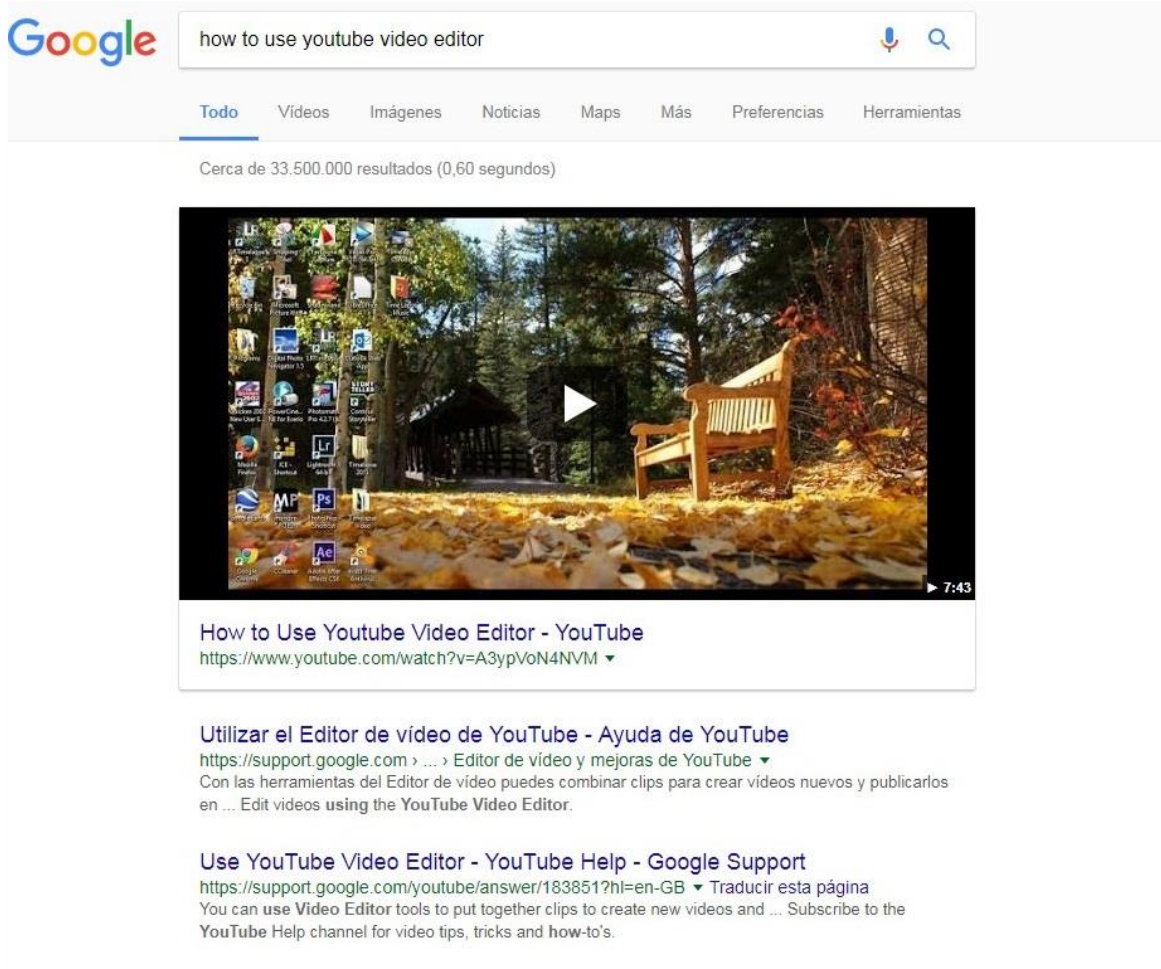 Google
how to use youtube video editor
Todo Vídeos Imágenes Noticias Maps Más Preferencias Herramientas
Cerca de 33.500.000 resultados (0,60 segundos)
7:43
How to Use Youtube Video Editor - YouTube
https://www.youtube.com/watch?v=A3ypVoN4NVM
Utilizar el Editor de vídeo de YouTube - Ayuda de YouTube
https://support.google.com › ... › Editor de vídeo y mejoras de YouTube
Con las herramientas del Editor de vídeo puedes combinar clips para crear vídeos nuevos y publicarlos
en ... Edit videos using the YouTube Video Editor.
Use YouTube Video Editor - YouTube Help - Google Support
https://support.google.com/youtube/answer/183851?hl=en-GB Traducir esta página
You can use Video Editor tools to put together clips to create new videos and ... Subscribe to the
YouTube Help channel for video tips, tricks and how-to's.